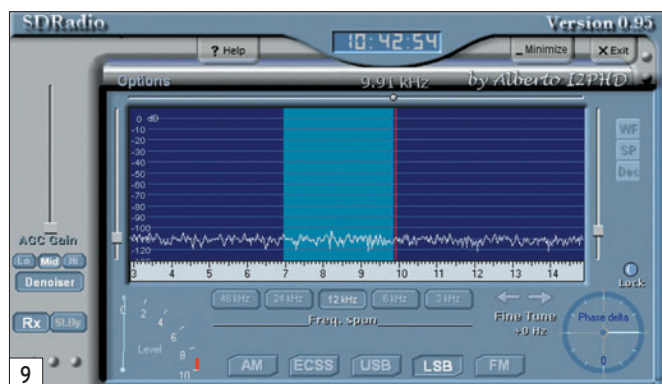 SDRadio
10:42:54
Version 0.95
? Help
_ Minimize
X Exit
Options
9.91 kHz
by Alberto I2PHD
0 dB
-10
-20
-30
-40
-50
-60
-70
-80
-90
-100
-120
3 4 5 6 7 8 9 10 11 12 13 14
WF
SP
Dec
AGC Gain
Lo Mid Hi
Denoiser
Rx St.By
48 kHz 24 kHz 12 kHz 6 kHz 3 kHz
Freq. span
Fine Tune
+0 Hz
Lock
Phase delta
0
0 2 4 6 8 10
Level
AM ECSS USB LSB FM
9